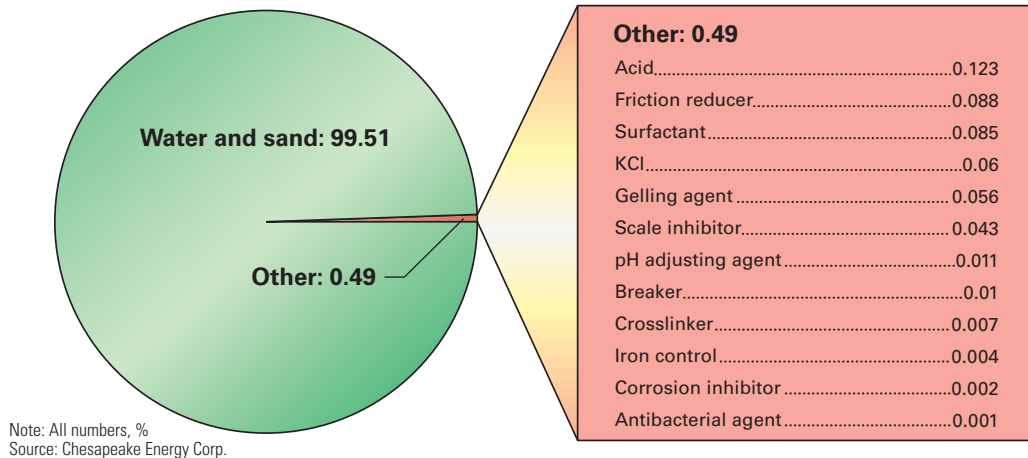 Water and sand: 99.51
Other: 0.49
Other: 0.49
Acid 0.123
Friction reducer 0.088
Surfactant 0.085
KCl 0.06
Gelling agent 0.056
Scale inhibitor 0.043
pH adjusting agent 0.011
Breaker 0.01
Crosslinker 0.007
Iron control 0.004
Corrosion inhibitor 0.002
Antibacterial agent 0.001
Note: All numbers, %
Source: Chesapeake Energy Corp.